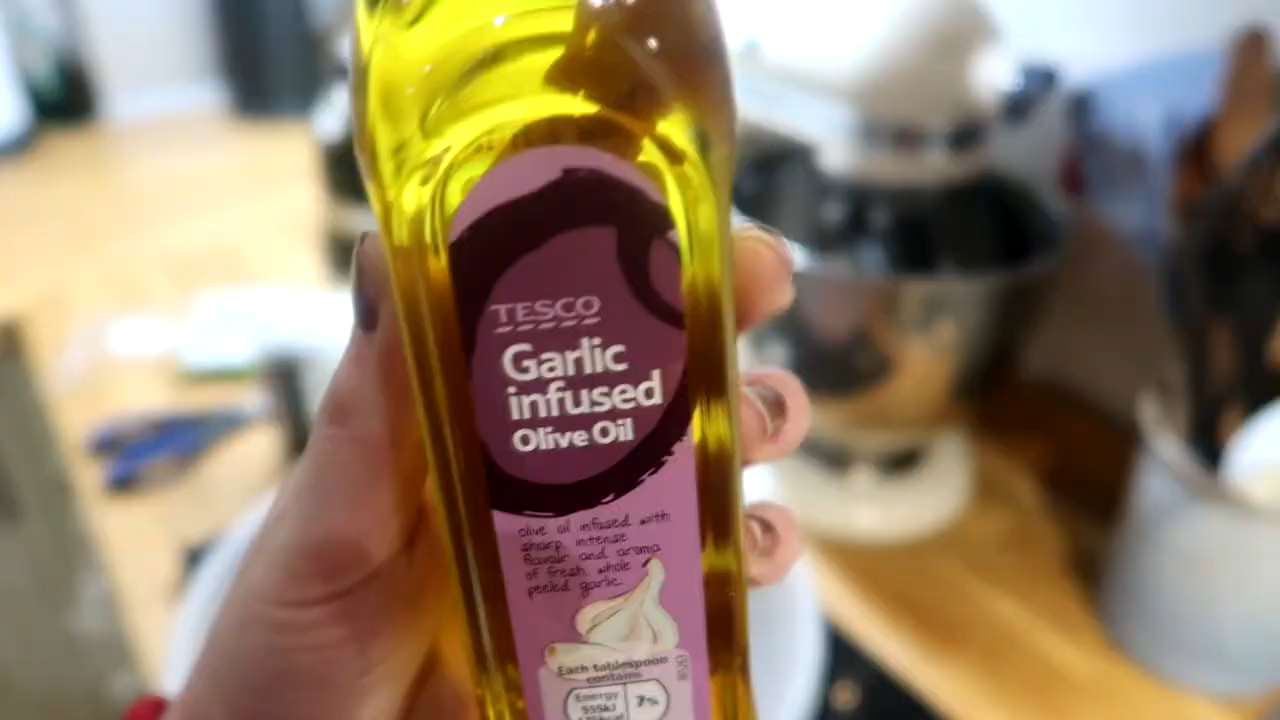 TESCO
Garlic
infused
Olive Oil
olive oil infused with
sharp, intense
flavour and aroma
of fresh, whole
peeled garlic.
Each tablespoon
contains
Energy
555kJ
7%